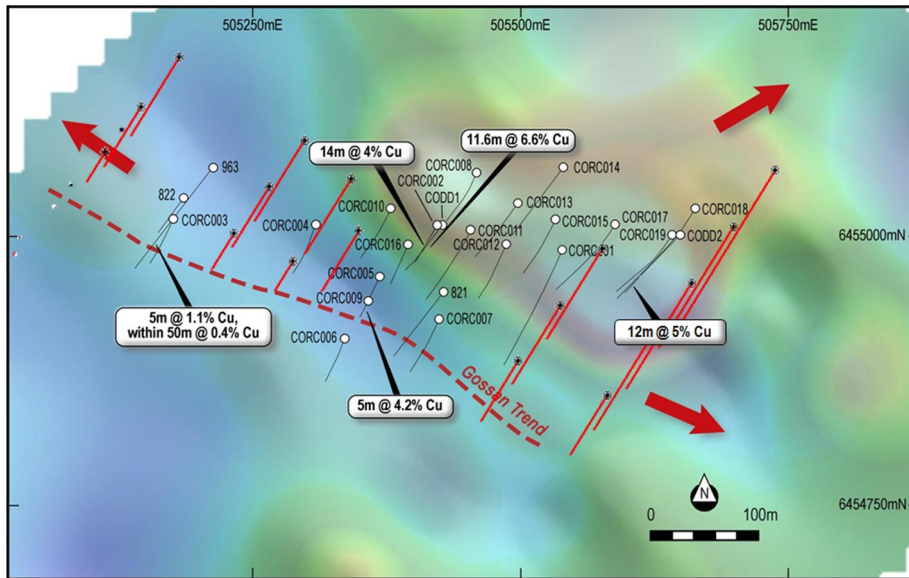 505250mE
505500mE
505750mE
11.6m @ 6.6% Cu
14m @ 4% Cu
CORC008
CORC014
963
CORC002
822
CODD1
CORC013
CORC003
CORC010
CORC015
CORC017
CORC018
CORC004
CORC011
CORC019
CODD2
6455000mN
CORC016
CORC012
CORC005
821
5m @ 1.1% Cu,
within 50m @ 0.4% Cu
CORC009
CORC007
12m @ 5% Cu
CORC006
Gossan Trend
5m @ 4.2% Cu
N
0
100m
6454750mN